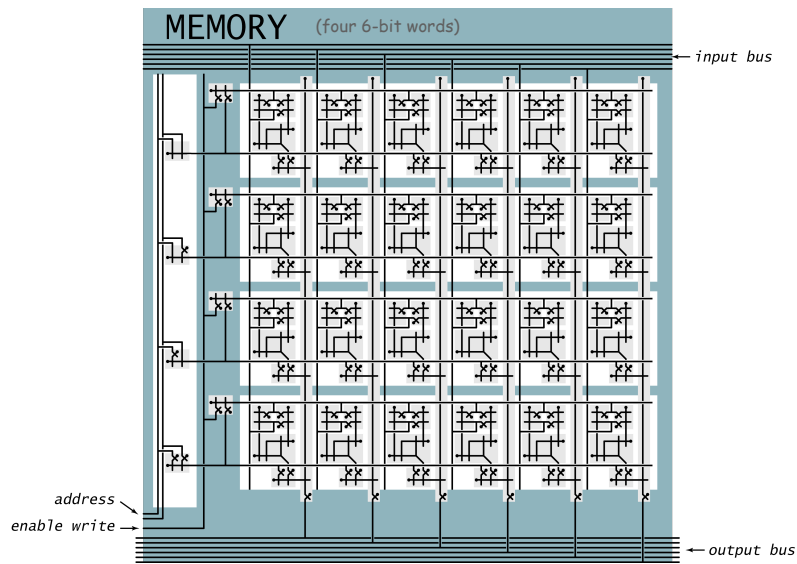 MEMORY (four 6-bit words)
input bus
address
enable write
output bus